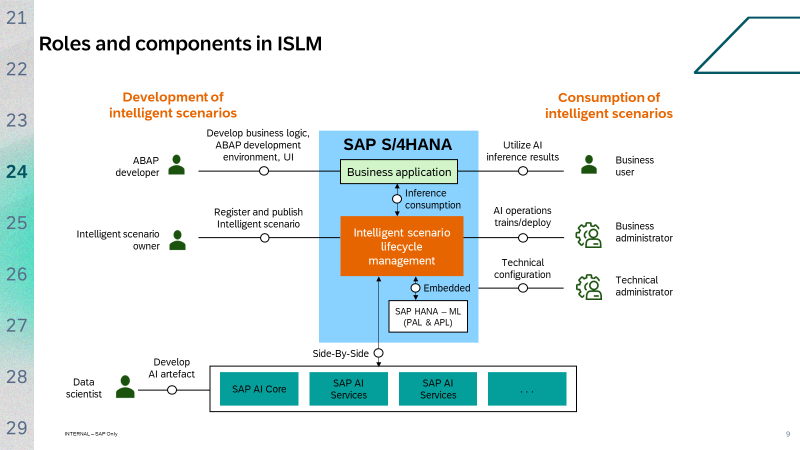 21
22
23
24
25
26
27
28
29
Roles and components in ISLM
Development of
intelligent scenarios
Consumption of
intelligent scenarios
ABAP
developer
Develop business logic,
ABAP development
environment, UI
SAP S/4HANA
Business application
Utilize AI
inference results
Business
user
Inference
consumption
Intelligent scenario
owner
Register and publish
Intelligent scenario
Intelligent scenario
lifecycle
management
AI operations
trains/deploy
Business
administrator
Technical
configuration
Technical
administrator
Embedded
SAP HANA – ML
(PAL & APL)
Side-By-Side
Data
scientist
Develop
AI artefact
SAP AI Core
SAP AI
Services
SAP AI
Services
. . .
INTERNAL – SAP Only
9